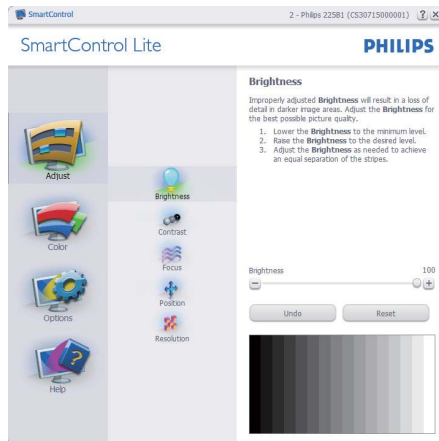 SmartControl
2 - Philips 225B1 (CS30715000001)
?
X
SmartControl Lite
PHILIPS
Adjust
Color
Options
Help
Brightness
Contrast
Focus
Position
Resolution
Brightness
Improperly adjusted Brightness will result in a loss of
detail in darker image areas. Adjust the Brightness for
the best possible picture quality.
1. Lower the Brightness to the minimum level.
2. Raise the Brightness to the desired level.
3. Adjust the Brightness as needed to achieve
an equal separation of the stripes.
Brightness
100
Undo
Reset